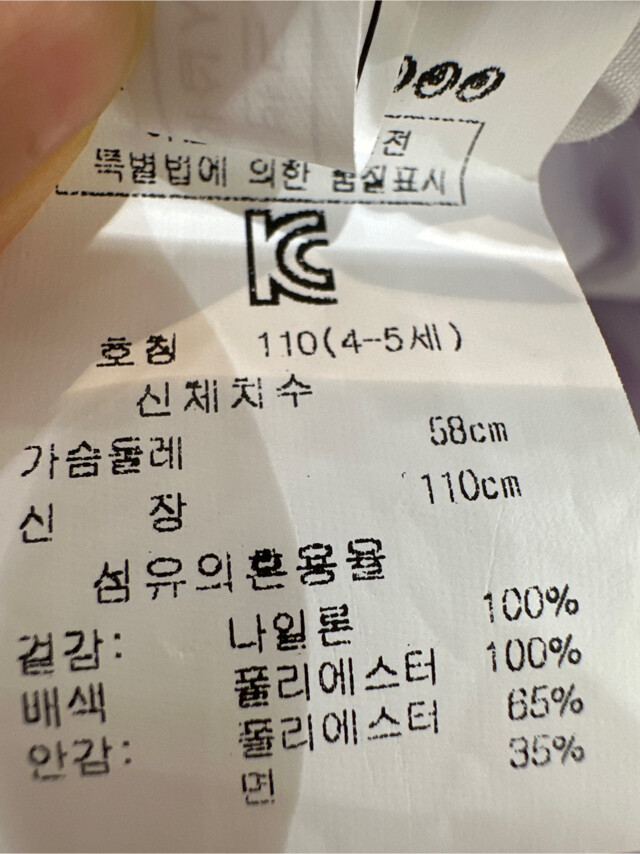 전
특별법에 의한 품질표시
KC
호칭 110(4-5세)
신체치수
가슴둘레 58cm
신 장 110cm
섬유의혼용율
겉감: 나일론 100%
배색 폴리에스터 100%
안감: 폴리에스터 65%
면 35%